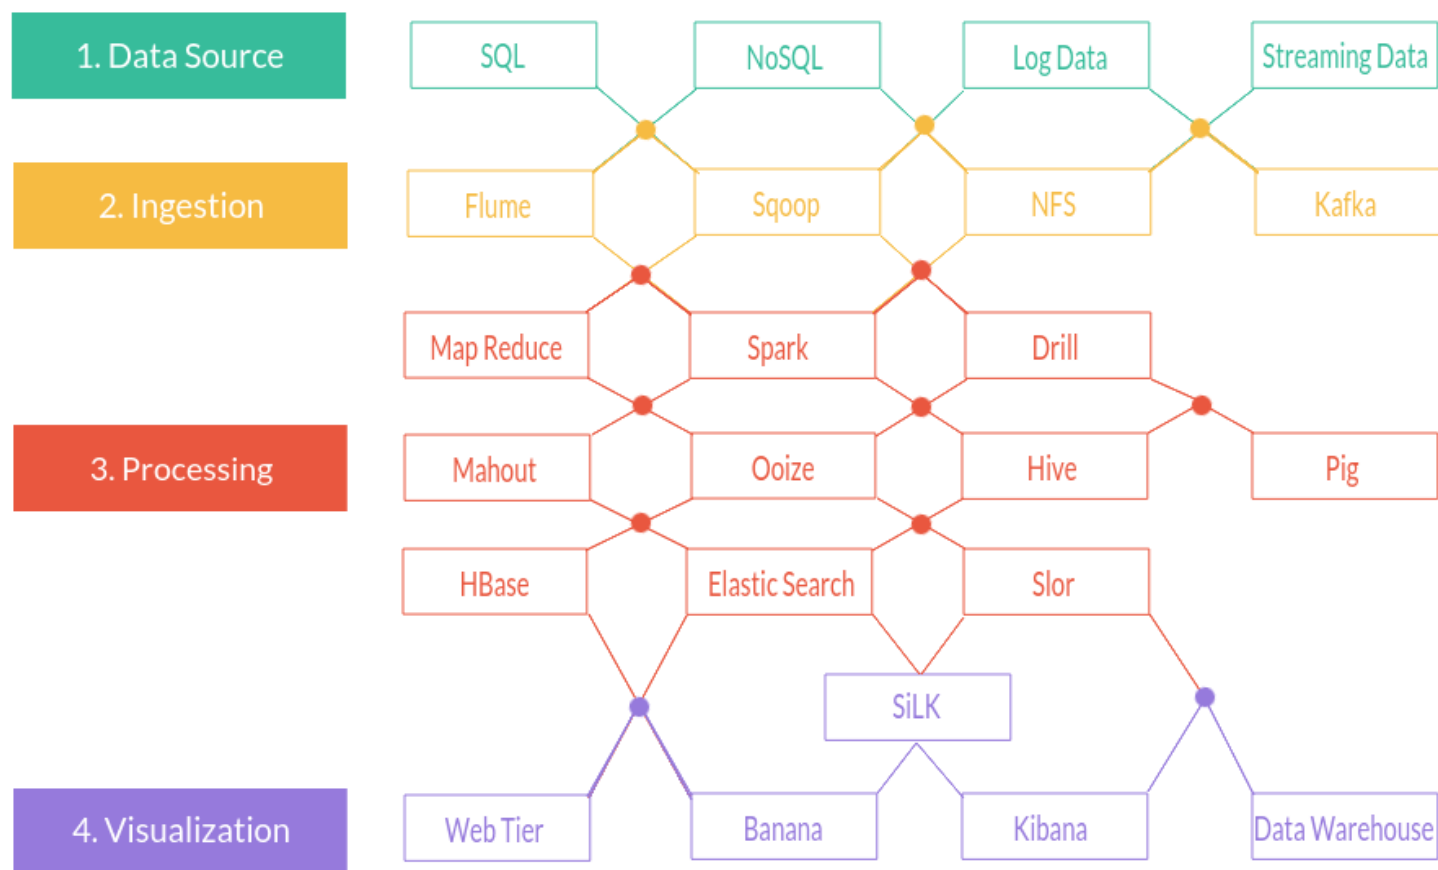 1. Data Source
SQL
NoSQL
Log Data
Streaming Data
2. Ingestion
Flume
Sqoop
NFS
Kafka
Map Reduce
Spark
Drill
3. Processing
Mahout
Ooize
Hive
Pig
HBase
Elastic Search
Slor
SiLK
4. Visualization
Web Tier
Banana
Kibana
Data Warehouse